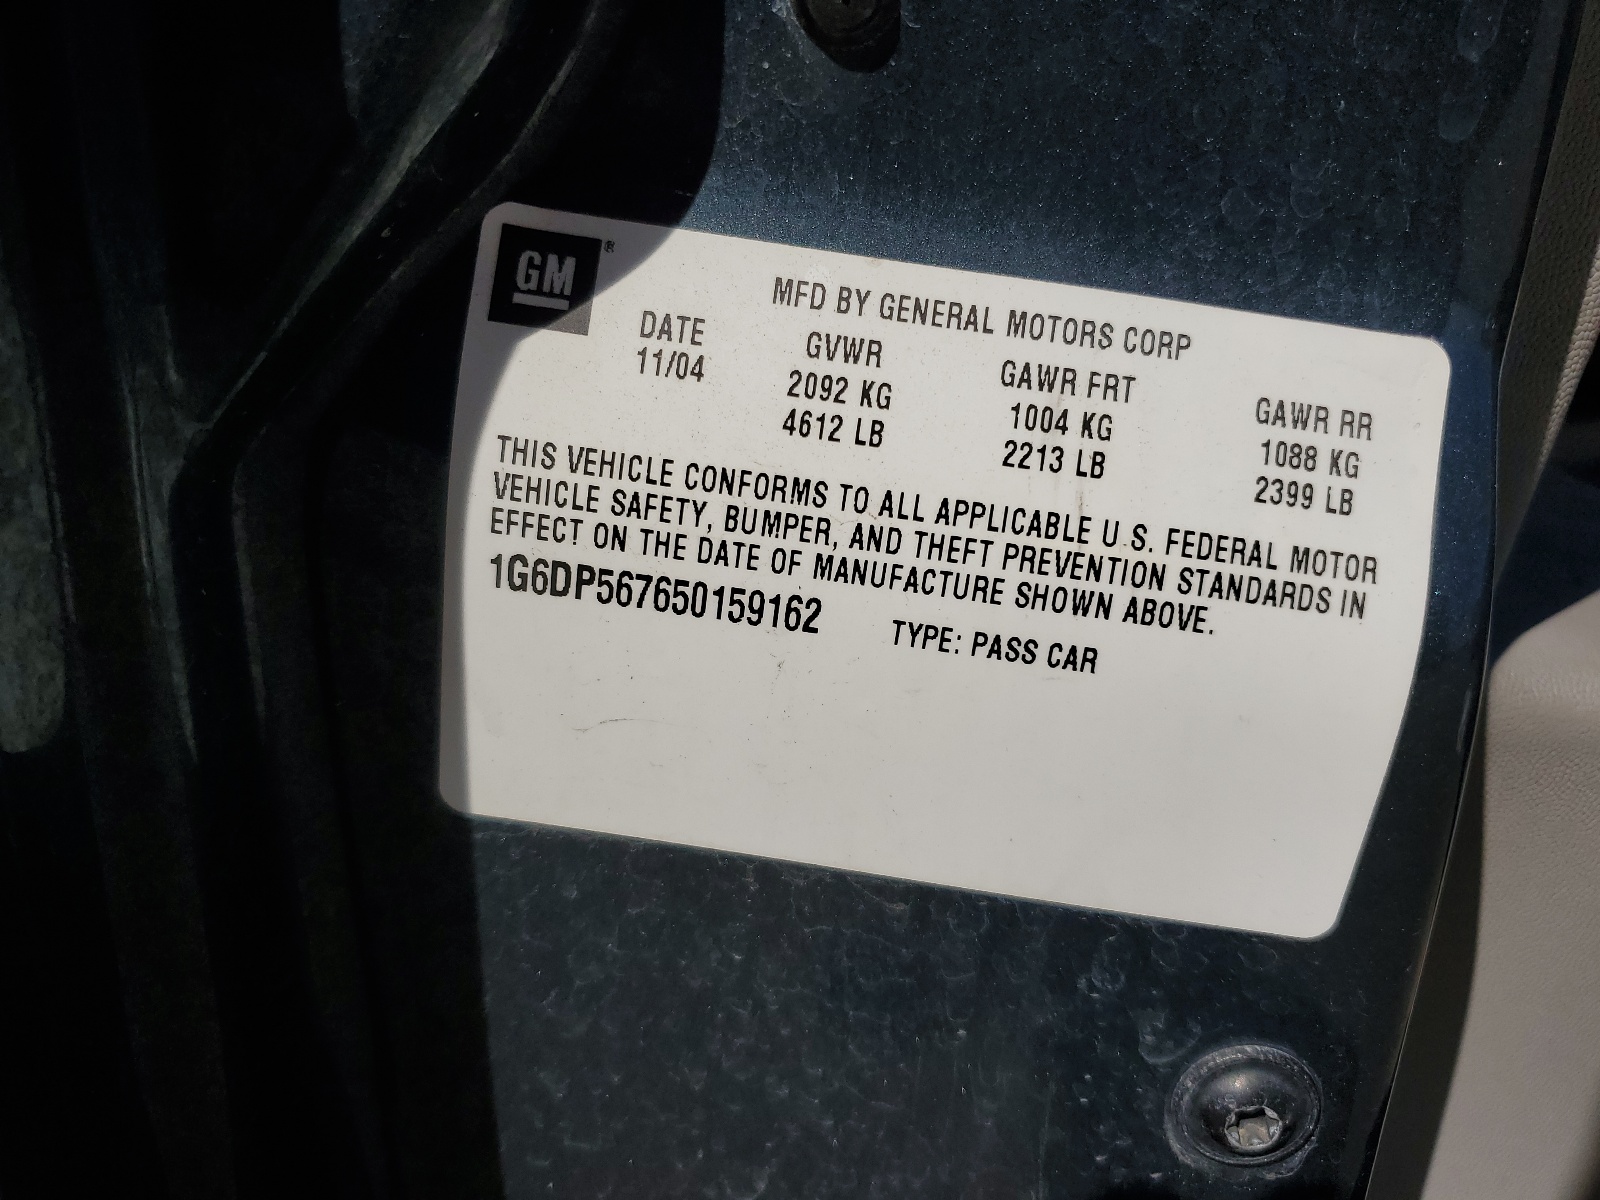 GM ®
MFD BY GENERAL MOTORS CORP
DATE GVWR GAWR FRT GAWR RR
11/04 2092 KG 1004 KG 1088 KG
4612 LB 2213 LB 2399 LB
THIS VEHICLE CONFORMS TO ALL APPLICABLE U.S. FEDERAL MOTOR
VEHICLE SAFETY, BUMPER, AND THEFT PREVENTION STANDARDS IN
EFFECT ON THE DATE OF MANUFACTURE SHOWN ABOVE.
1G6DP567650159162 TYPE: PASS CAR